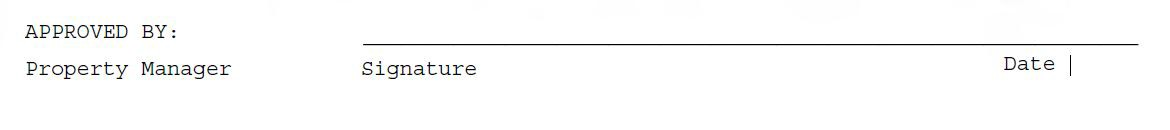 APPROVED BY:
Property Manager Signature Date